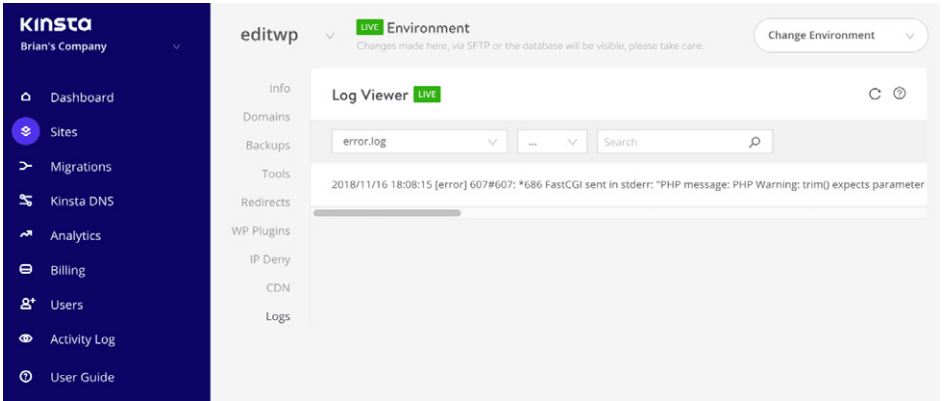 KINSTA
Brian's Company
Dashboard
Sites
Migrations
Kinsta DNS
Analytics
Billing
Users
Activity Log
User Guide
editwp
LIVE Environment
Changes made here, via SFTP or the database will be visible, please take care.
Change Environment
Info
Domains
Backups
Tools
Redirects
WP Plugins
IP Deny
CDN
Logs
Log Viewer LIVE
error.log
...
Search
2018/11/16 18:08:15 [error] 607#607: *686 FastCGI sent in stderr: "PHP message: PHP Warning: trim() expects parameter